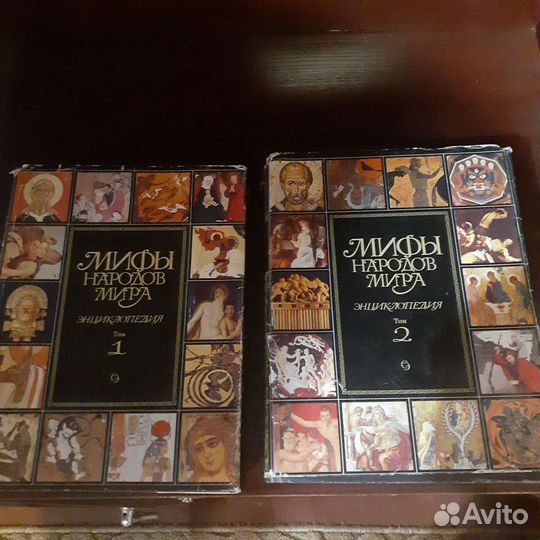 МИФЫ
НАРОДОВ
МИРА
ЭНЦИКЛОПЕДИЯ
Том
1
МИФЫ
НАРОДОВ
МИРА
ЭНЦИКЛОПЕДИЯ
Том
2
Avito